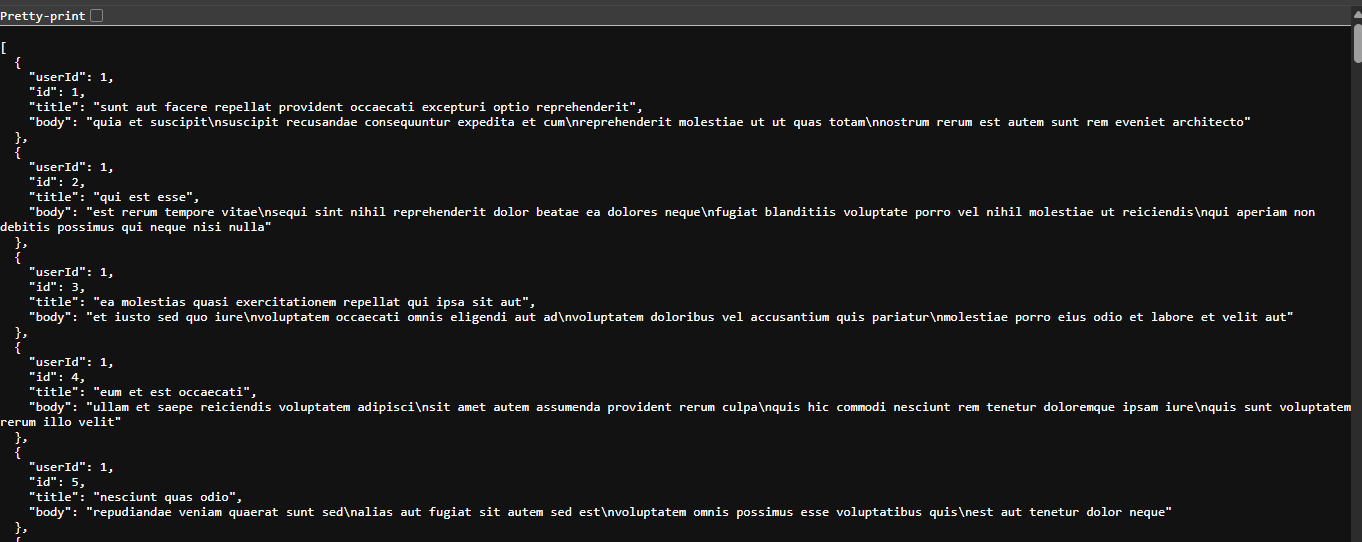 Pretty-print
[
  {
    "userId": 1,
    "id": 1,
    "title": "sunt aut facere repellat provident occaecati excepturi optio reprehenderit",
    "body": "quia et suscipit\nsuscipit recusandae consequuntur expedita et cum\nreprehenderit molestiae ut ut quas totam\nnostrum rerum est autem sunt rem eveniet architecto"
  },
  {
    "userId": 1,
    "id": 2,
    "title": "qui est esse",
    "body": "est rerum tempore vitae\nsequi sint nihil reprehenderit dolor beatae ea dolores neque\nfugiat blanditiis voluptate porro vel nihil molestiae ut reiciendis\nqui aperiam non
debitis possimus qui neque nisi nulla"
  },
  {
    "userId": 1,
    "id": 3,
    "title": "ea molestias quasi exercitationem repellat qui ipsa sit aut",
    "body": "et iusto sed quo iure\nvoluptatem occaecati omnis eligendi aut ad\nvoluptatem doloribus vel accusantium quis pariatur\nmolestiae porro eius odio et labore et velit aut"
  },
  {
    "userId": 1,
    "id": 4,
    "title": "eum et est occaecati",
    "body": "ullam et saepe reiciendis voluptatem adipisci\nsit amet autem assumenda provident rerum culpa\nquis hic commodi nesciunt rem tenetur doloremque ipsam iure\nquis sunt voluptatem
rerum illo velit"
  },
  {
    "userId": 1,
    "id": 5,
    "title": "nesciunt quas odio",
    "body": "repudiandae veniam quaerat sunt sed\nalias aut fugiat sit autem sed est\nvoluptatem omnis possimus esse voluptatibus quis\nest aut tenetur dolor neque"
  },
  {